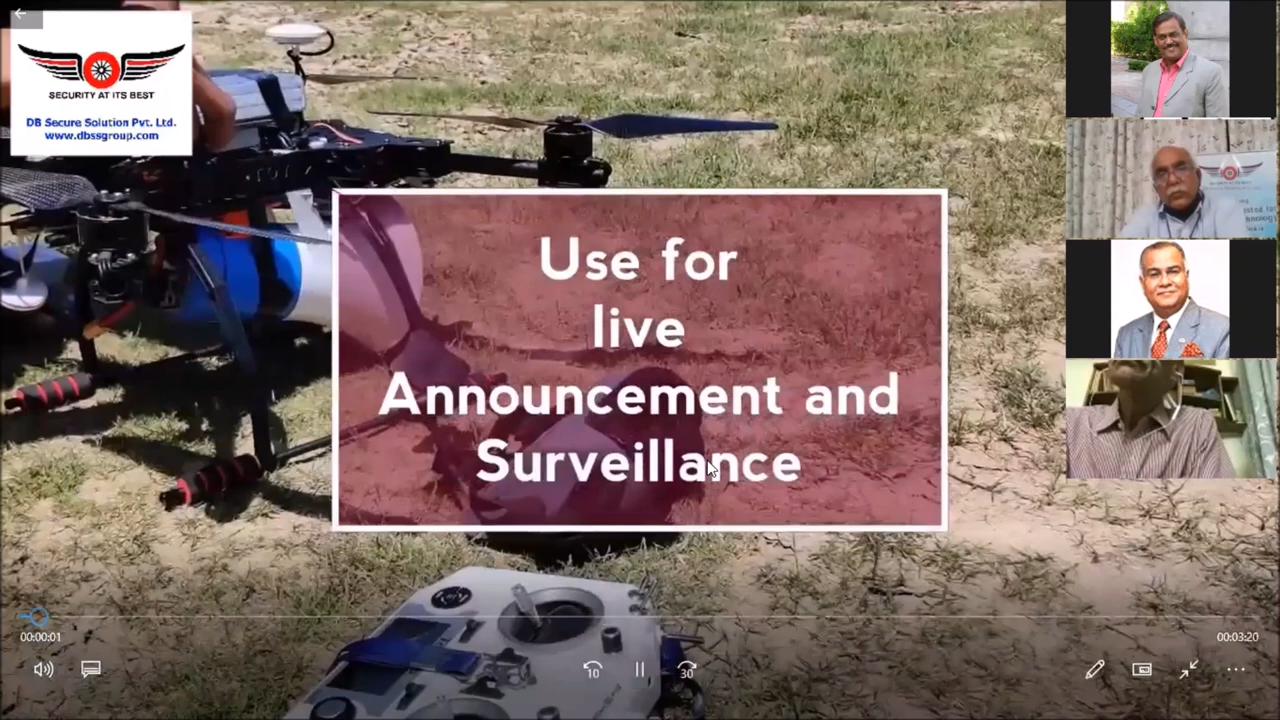 SECURITY AT ITS BEST
DB Secure Solution Pvt. Ltd.
www.dbssgroup.com
Use for
live
Announcement and
Surveillance
00:00:01
00:03:20
10
30